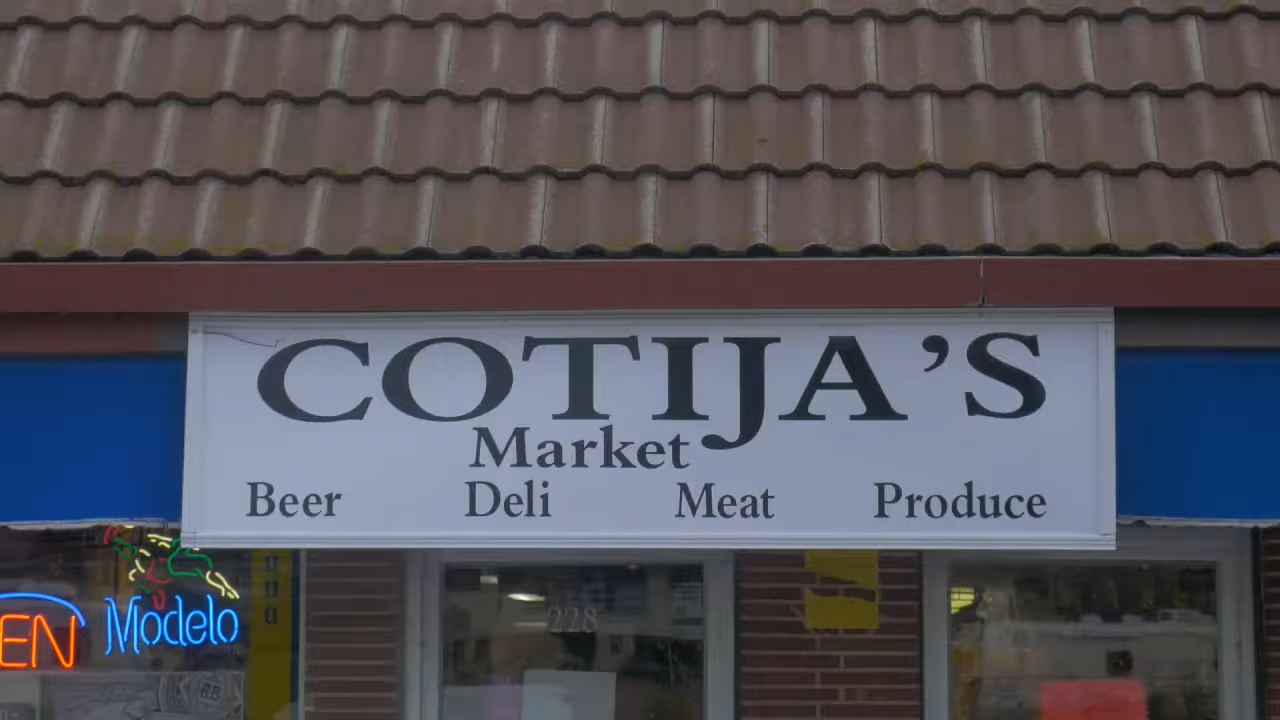 COTIJA'S
Market
Beer Deli Meat Produce
EN
Modelo
228